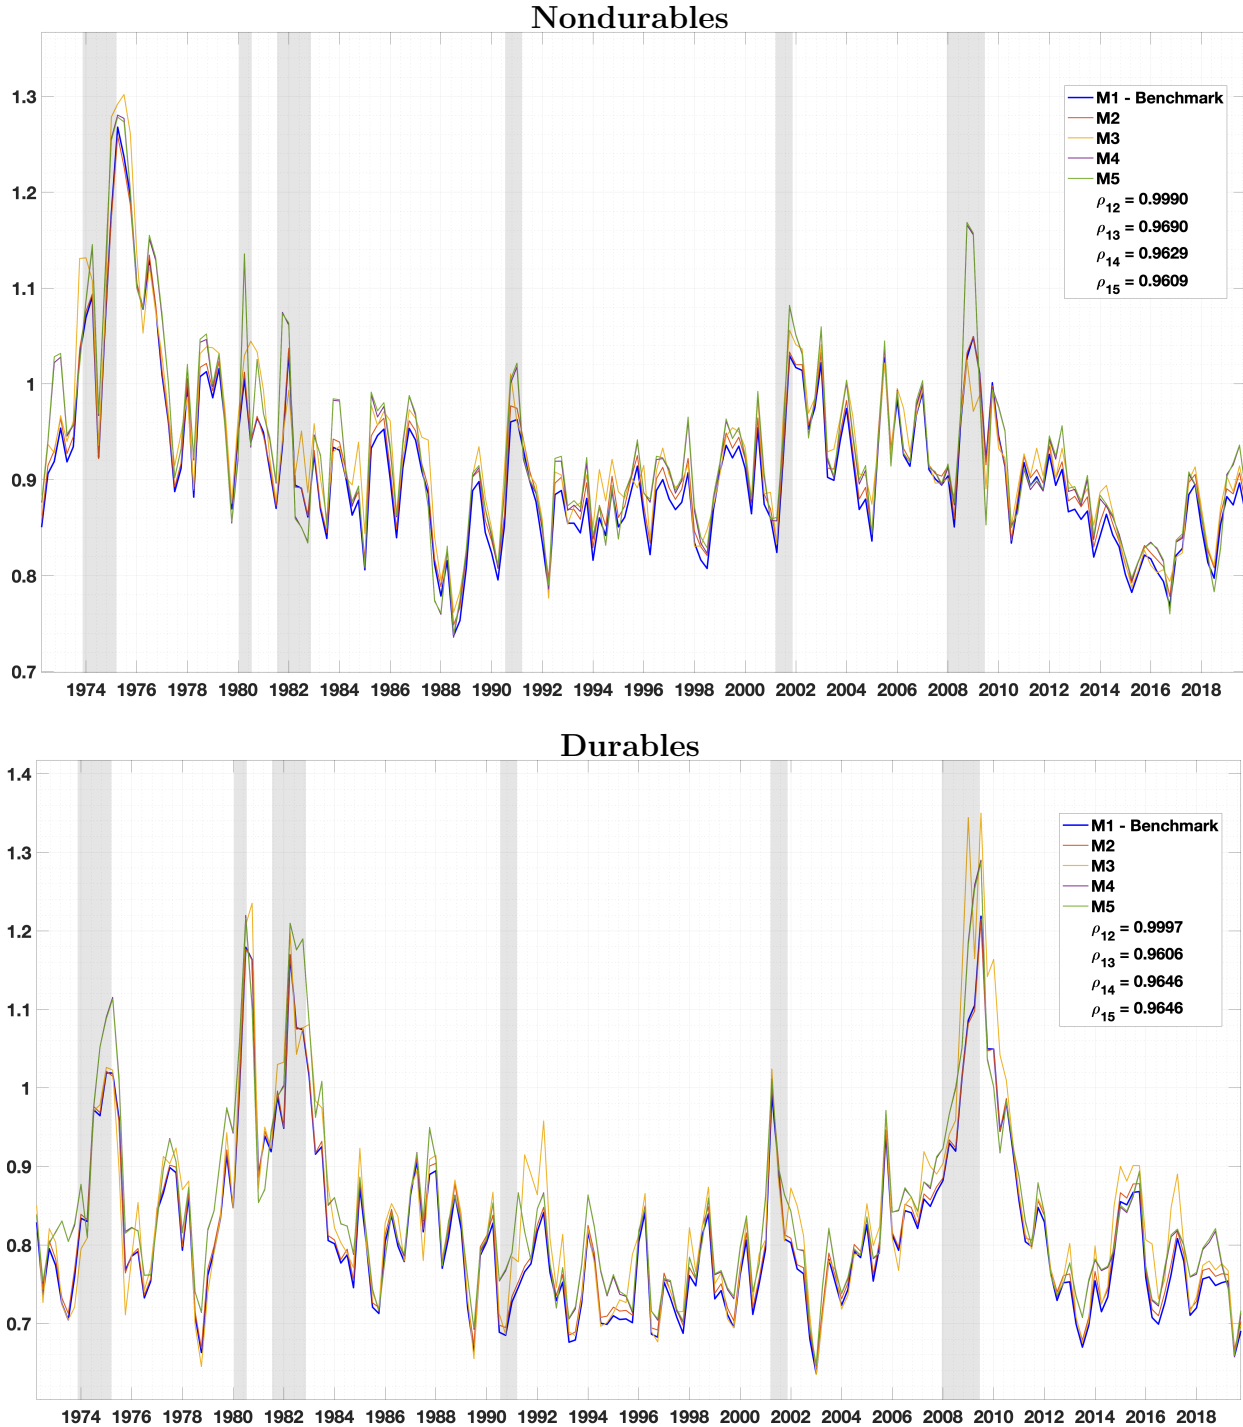 Nondurables
1.3
1.2
1.1
1
0.9
0.8
0.7
M1 - Benchmark
M2
M3
M4
M5
ρ12 = 0.9990
ρ13 = 0.9690
ρ14 = 0.9629
ρ15 = 0.9609
1974 1976 1978 1980 1982 1984 1986 1988 1990 1992 1994 1996 1998 2000 2002 2004 2006 2008 2010 2012 2014 2016 2018
Durables
1.4
1.3
1.2
1.1
1
0.9
0.8
0.7
M1 - Benchmark
M2
M3
M4
M5
ρ12 = 0.9997
ρ13 = 0.9606
ρ14 = 0.9646
ρ15 = 0.9646
1974 1976 1978 1980 1982 1984 1986 1988 1990 1992 1994 1996 1998 2000 2002 2004 2006 2008 2010 2012 2014 2016 2018